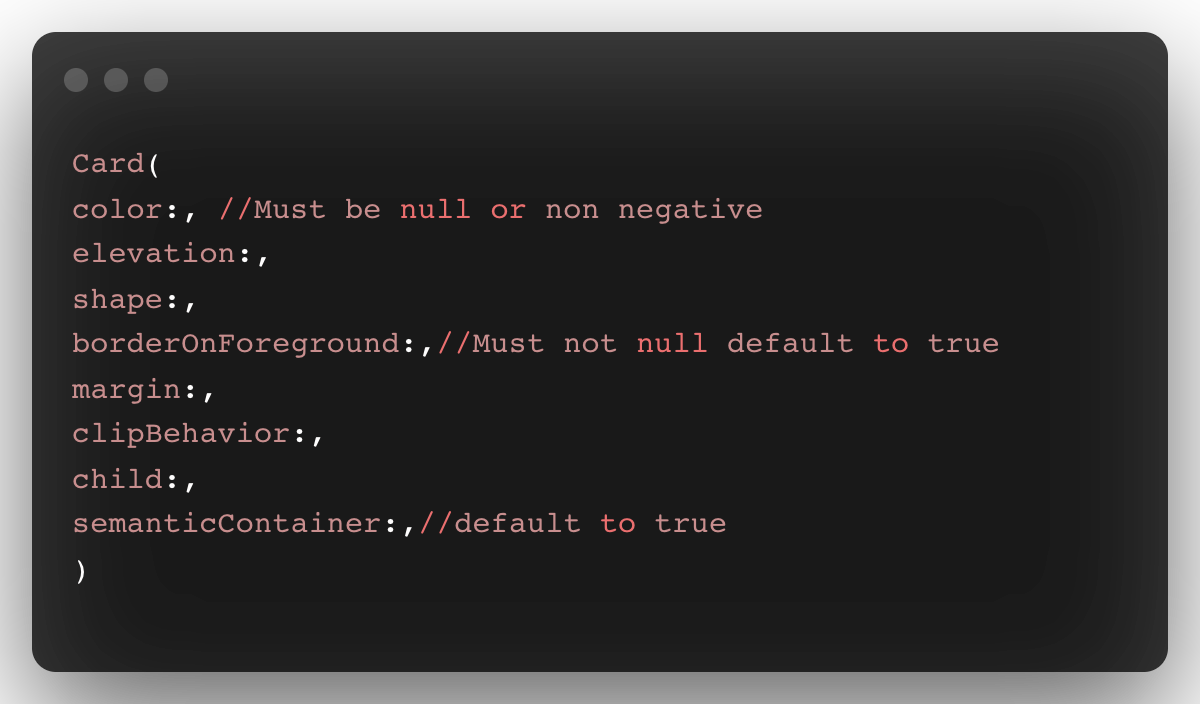 Card(
color:, //Must be null or non negative
elevation:,
shape:,
borderOnForeground:,//Must not null default to true
margin:,
clipBehavior:,
child:,
semanticContainer:,//default to true
)